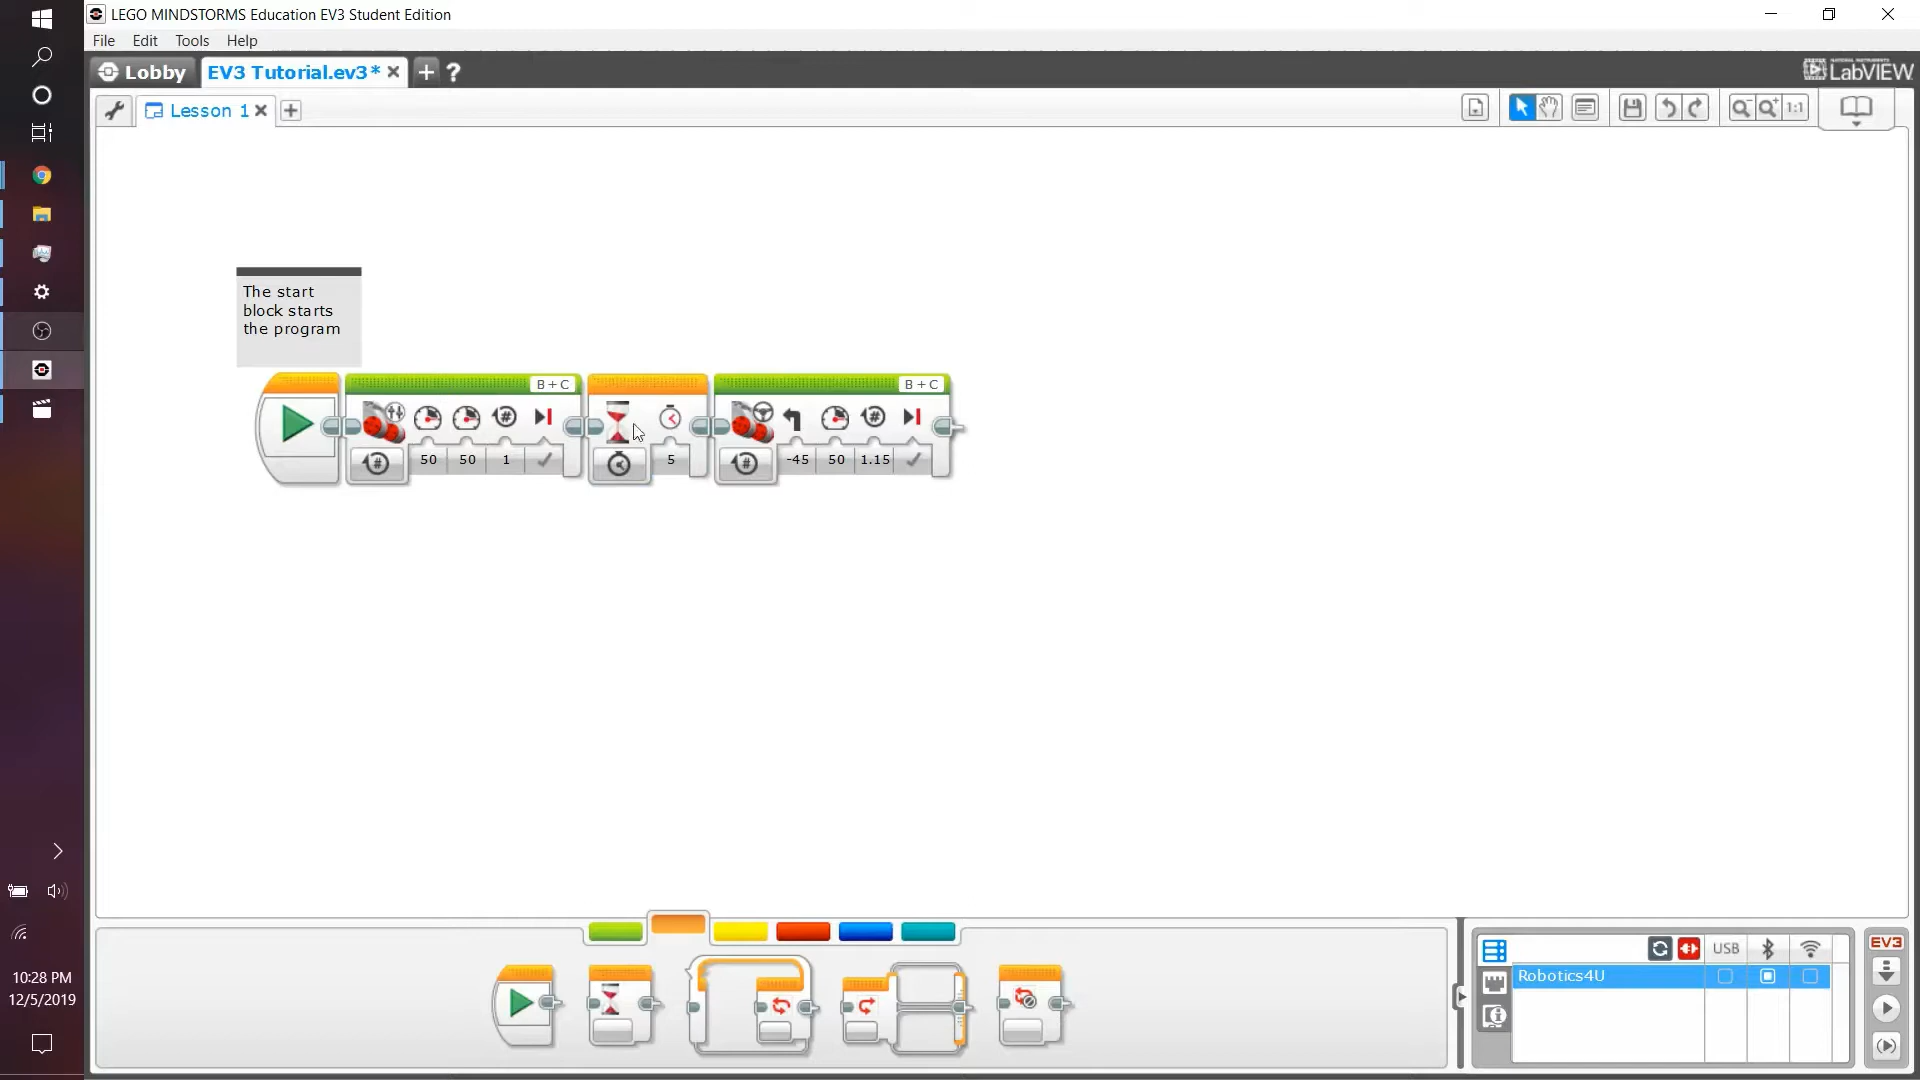 LEGO MINDSTORMS Education EV3 Student Edition
File Edit Tools Help
Lobby EV3 Tutorial.ev3* + ?
LabVIEW
Lesson 1
1:1
The start
block starts
the program
B+C B+C
50 50 1 5 -45 50 1.15
USB EV3
Robotics4U
10:28 PM
12/5/2019